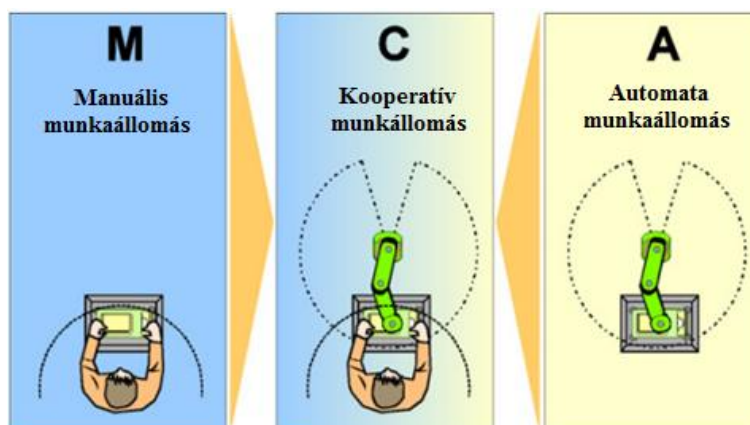 M
Manuális
munkaállomás
C
Kooperatív
munkállomás
A
Automata
munkaállomás